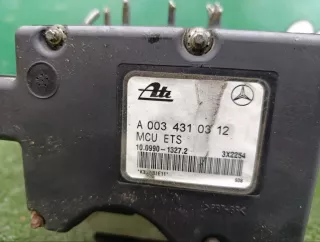 Ate
A 003 431 03 12
MCU ETS
10.0990-1327.2 3X2254